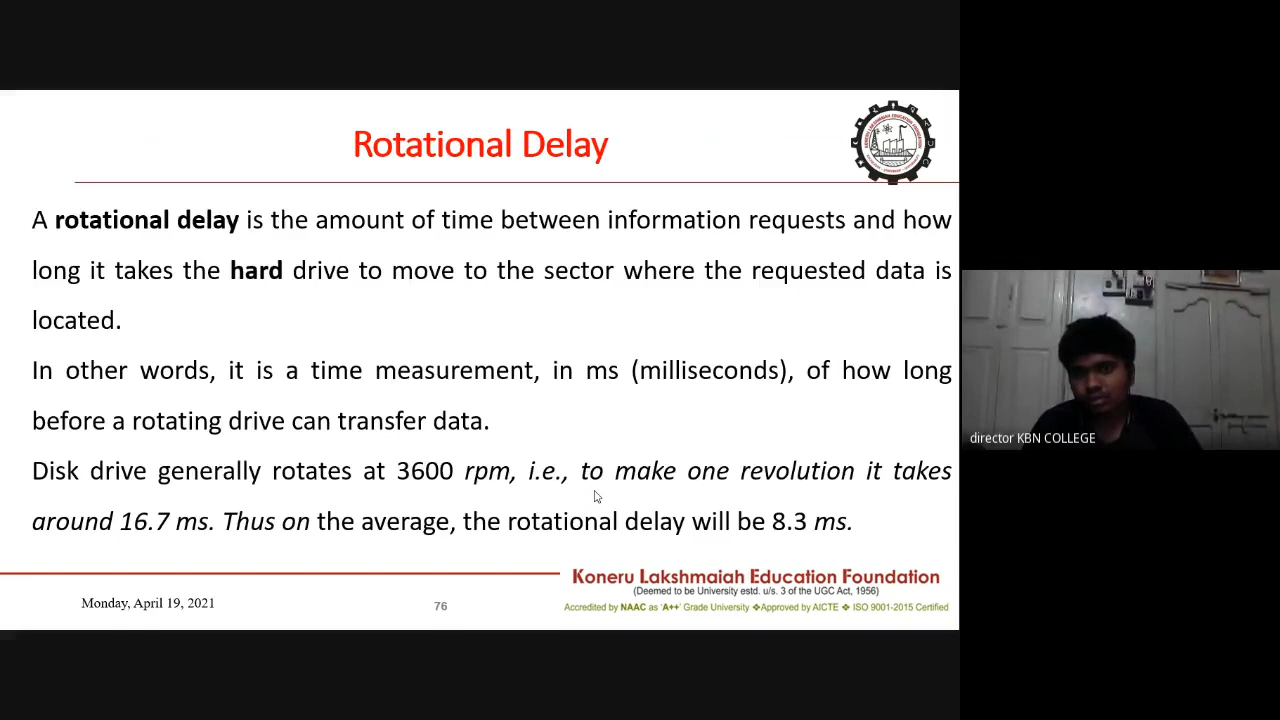 Rotational Delay
A rotational delay is the amount of time between information requests and how
long it takes the hard drive to move to the sector where the requested data is
located.
In other words, it is a time measurement, in ms (milliseconds), of how long
before a rotating drive can transfer data.
Disk drive generally rotates at 3600 rpm, i.e., to make one revolution it takes
around 16.7 ms. Thus on the average, the rotational delay will be 8.3 ms.
director KBN COLLEGE
Koneru Lakshmaiah Education Foundation
(Deemed to be University estd. u/s. 3 of the UGC Act, 1956)
Monday, April 19, 2021
76
Accredited by NAAC as ‘A++’ Grade University ❖Approved by AICTE ❖ ISO 9001-2015 Certified